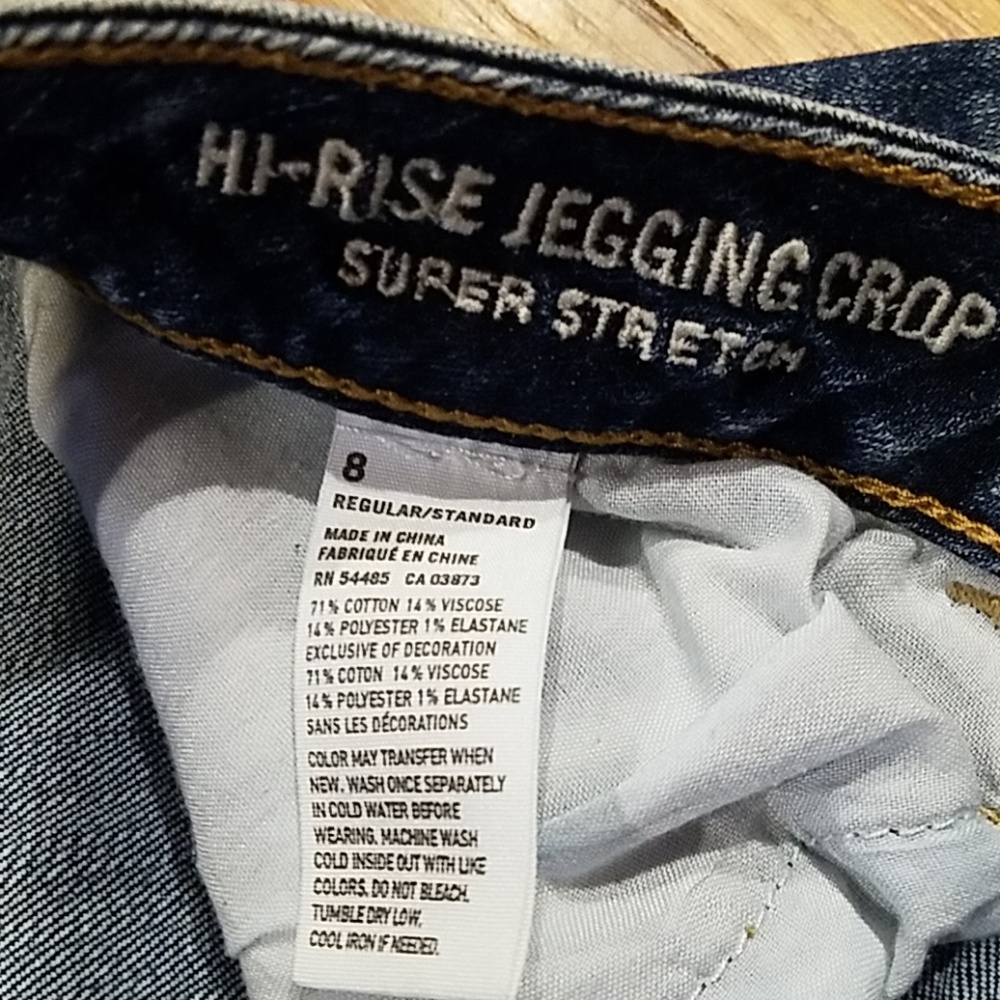 HI-RISE JEGGING CROP
SUPER STRETCH
8
REGULAR/STANDARD
MADE IN CHINA
FABRIQUÉ EN CHINE
RN 54485 CA 03873
71% COTTON 14% VISCOSE
14% POLYESTER 1% ELASTANE
EXCLUSIVE OF DECORATION
71% COTON 14% VISCOSE
14% POLYESTER 1% ELASTANE
SANS LES DÉCORATIONS
COLOR MAY TRANSFER WHEN
NEW. WASH ONCE SEPARATELY
IN COLD WATER BEFORE
WEARING. MACHINE WASH
COLD INSIDE OUT WITH LIKE
COLORS. DO NOT BLEACH.
TUMBLE DRY LOW.
COOL IRON IF NEEDED.